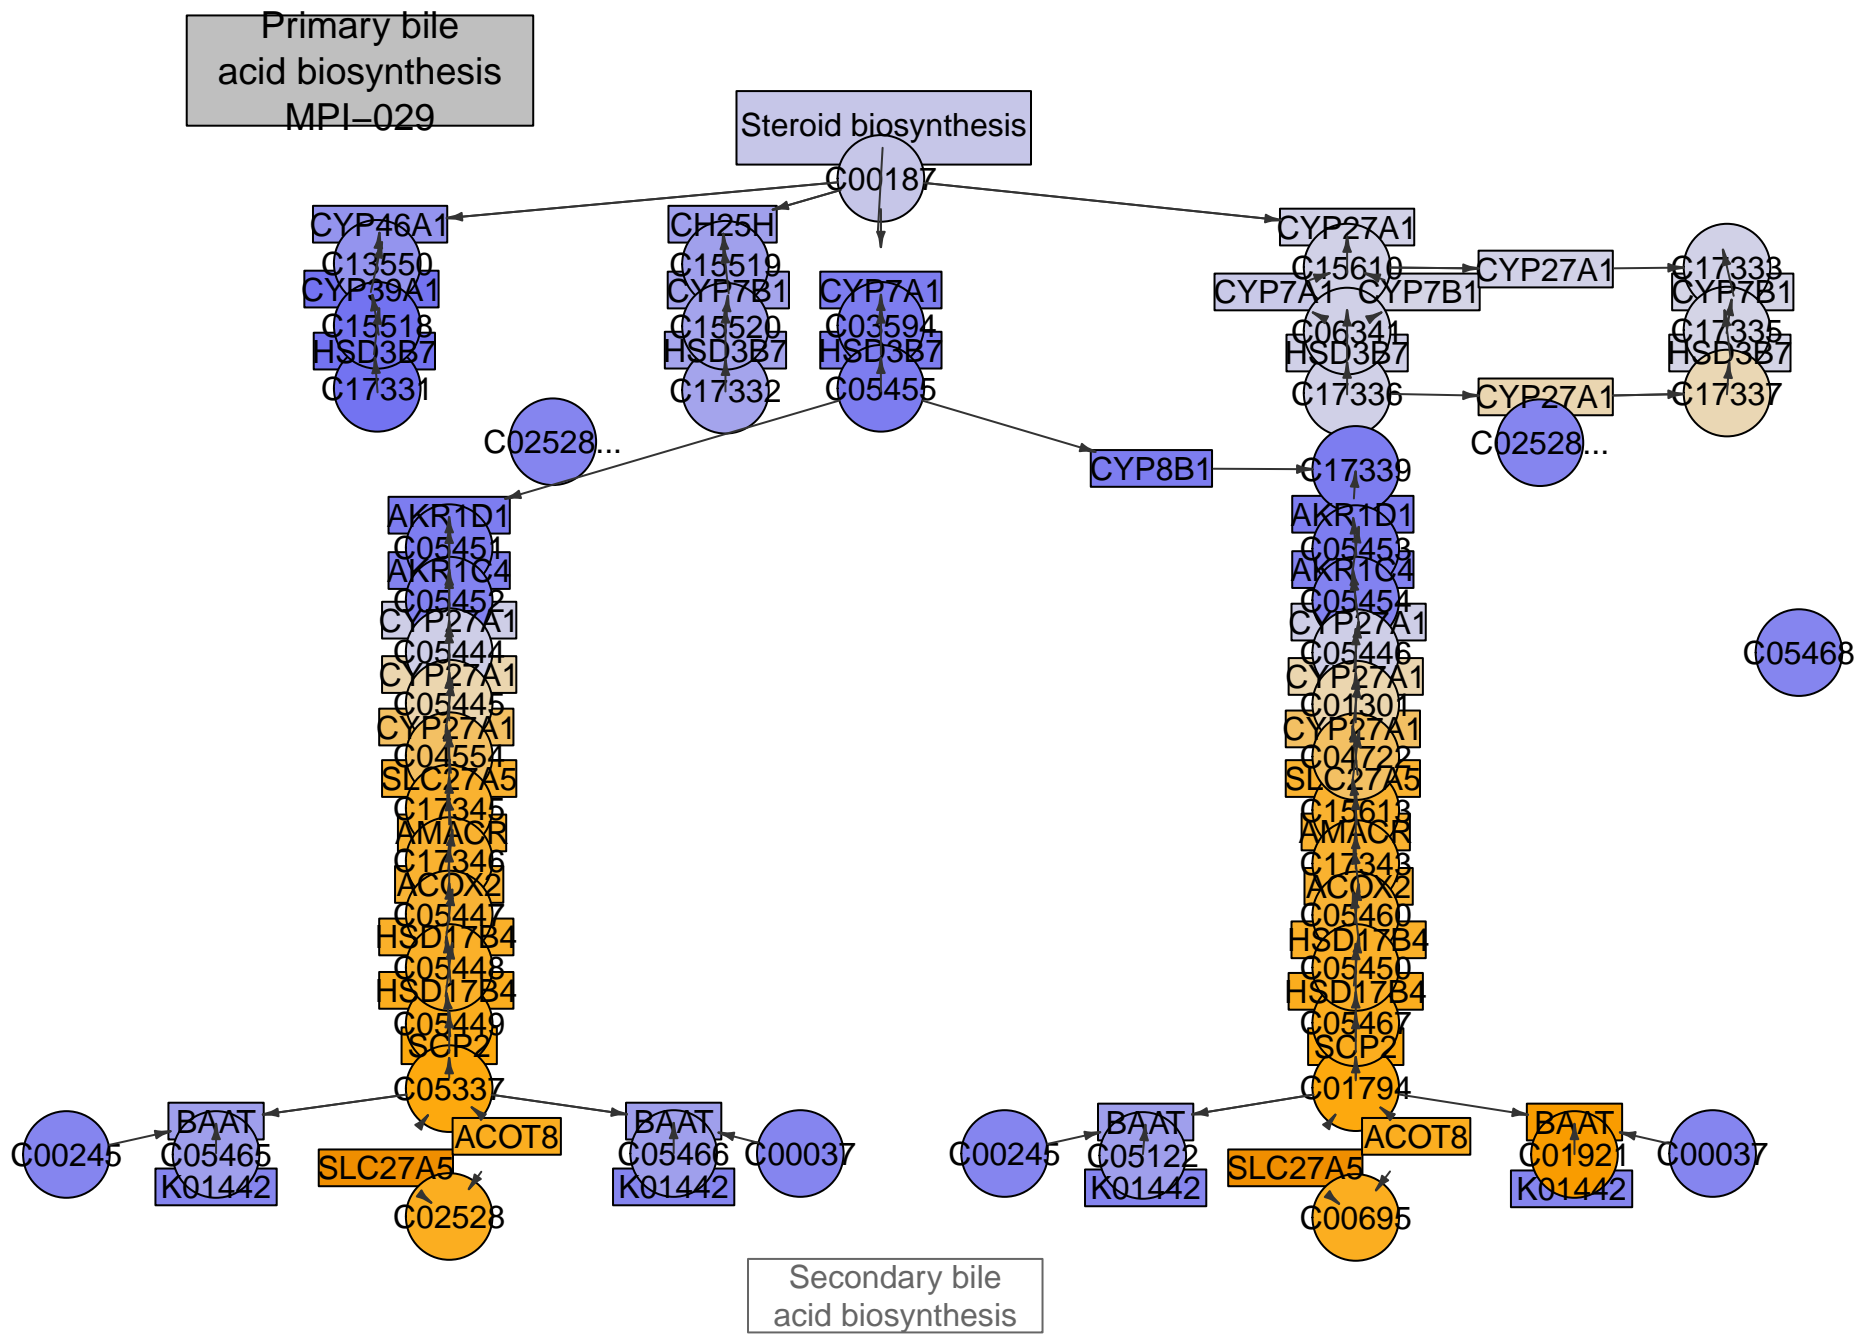 Primary bile
acid biosynthesis
MPI−029
Steroid biosynthesis
C00187
CYP46A1
C13550
CYP39A1
C15518
HSD3B7
C17331
CH25H
C15519
CYP7B1
C15520
HSD3B7
C17332
CYP7A1
C03594
HSD3B7
C05455
CYP27A1
C15610
CYP7A1
CYP7B1
C06341
HSD3B7
C17336
CYP27A1
C17333
CYP7B1
C17335
HSD3B7
CYP27A1
C17337
C02528...
C02528...
CYP8B1
C17339
AKR1D1
C05451
AKR1C4
C05452
CYP27A1
C05444
CYP27A1
C05445
CYP27A1
C04554
SLC27A5
C17345
AMACR
C17346
ACOX2
C05447
HSD17B4
C05448
HSD17B4
C05449
SCP2
C05337
AKR1D1
C05453
AKR1C4
C05454
CYP27A1
C05446
CYP27A1
C01301
CYP27A1
C04722
SLC27A5
C15613
AMACR
C17343
ACOX2
C05460
HSD17B4
C05450
HSD17B4
C05467
SCP2
C01794
C05468
C00245
BAAT
C05465
K01442
ACOT8
SLC27A5
C02528
BAAT
C05466
K01442
C00037
C00245
BAAT
C05122
K01442
ACOT8
SLC27A5
C00695
BAAT
C01921
K01442
C00037
Secondary bile
acid biosynthesis